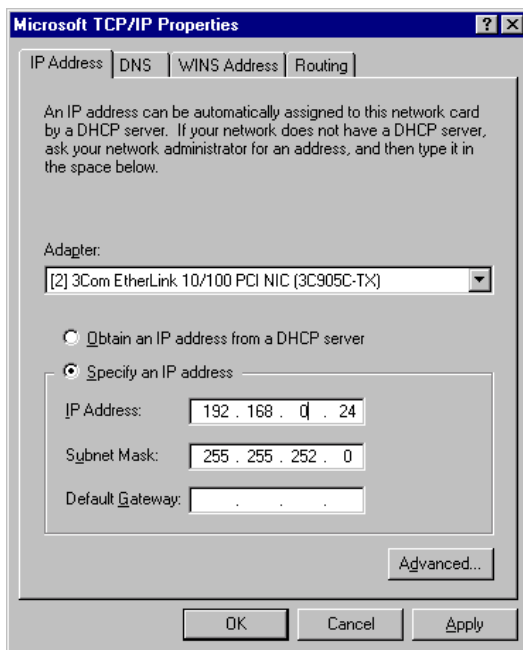 Microsoft TCP/IP Properties
IP Address DNS WINS Address Routing
An IP address can be automatically assigned to this network card
by a DHCP server. If your network does not have a DHCP server,
ask your network administrator for an address, and then type it in
the space below.
Adapter:
[2] 3Com EtherLink 10/100 PCI NIC (3C905C-TX)
Obtain an IP address from a DHCP server
Specify an IP address
IP Address: 192 . 168 . 0 . 24
Subnet Mask: 255 . 255 . 252 . 0
Default Gateway: . . .
Advanced...
OK Cancel Apply